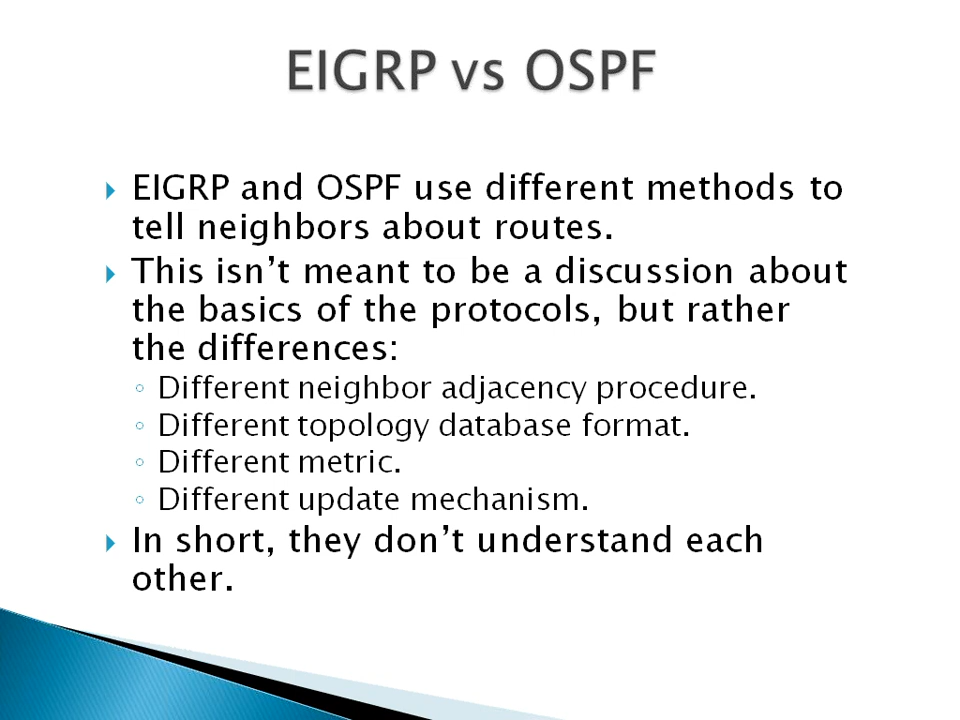 EIGRP vs OSPF
EIGRP and OSPF use different methods to
tell neighbors about routes.
This isn’t meant to be a discussion about
the basics of the protocols, but rather
the differences:
Different neighbor adjacency procedure.
Different topology database format.
Different metric.
Different update mechanism.
In short, they don’t understand each
other.